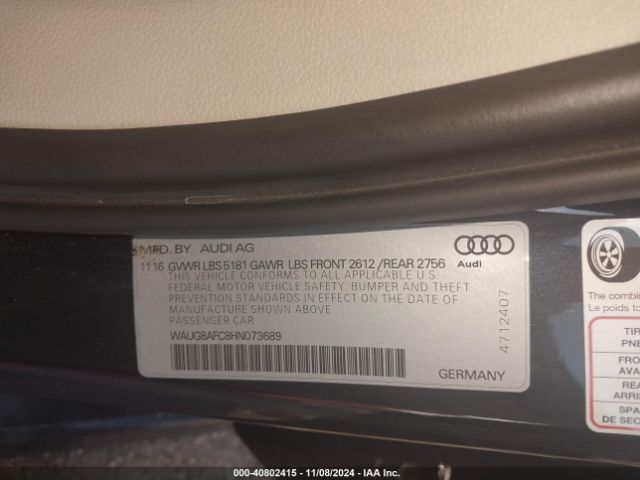 MFD. BY AUDI AG
11 16 GVWR LBS 5181 GAWR LBS FRONT 2612 /REAR 2756
THIS VEHICLE CONFORMS TO ALL APPLICABLE U S
FEDERAL MOTOR VEHICLE SAFETY, BUMPER AND THEFT
PREVENTION STANDARDS IN EFFECT ON THE DATE OF
MANUFACTURE SHOWN ABOVE
PASSENGER CAR
WAUG8AFC8HN073689
GERMANY
Audi
4712407
The combin
Le poids to
TIR
PNE
FRO
AVA
REA
ARRI
SPA
DE SEC
000-40802415 - 11/08/2024 - IAA Inc.